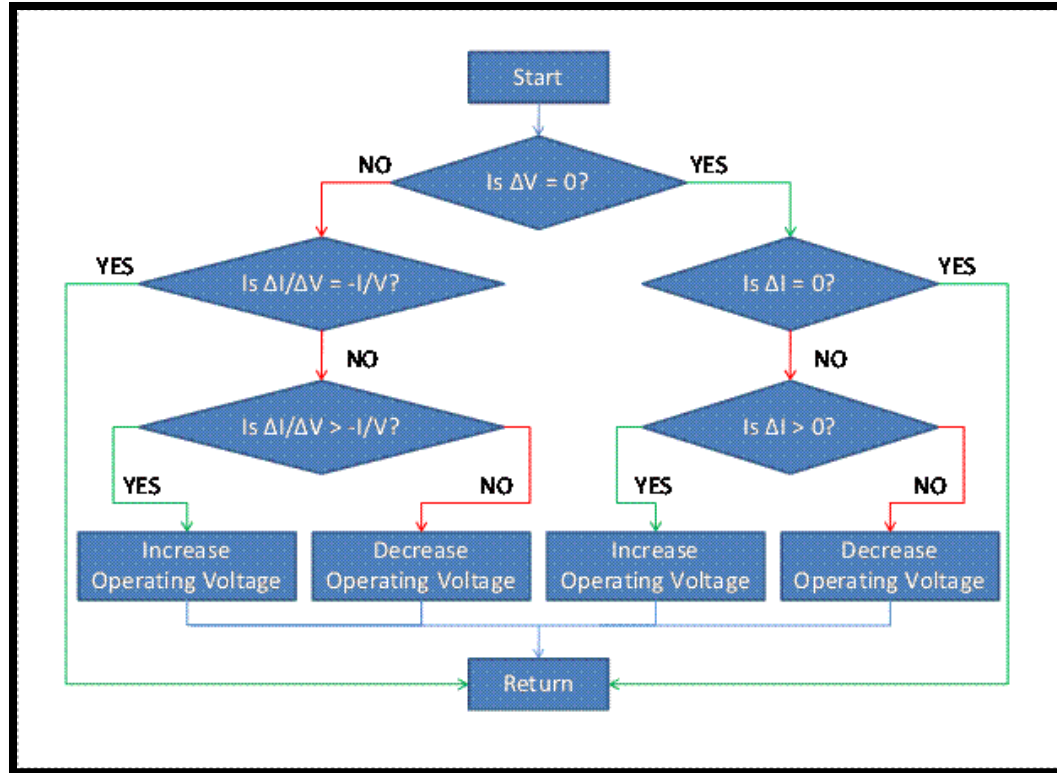 Start
NO
YES
Is ΔV = 0?
YES
Is ΔI/ΔV = -I/V?
Is ΔI = 0?
YES
NO
NO
Is ΔI/ΔV > -I/V?
Is ΔI > 0?
YES
NO
YES
NO
Increase
Operating Voltage
Decrease
Operating Voltage
Increase
Operating Voltage
Decrease
Operating Voltage
Return